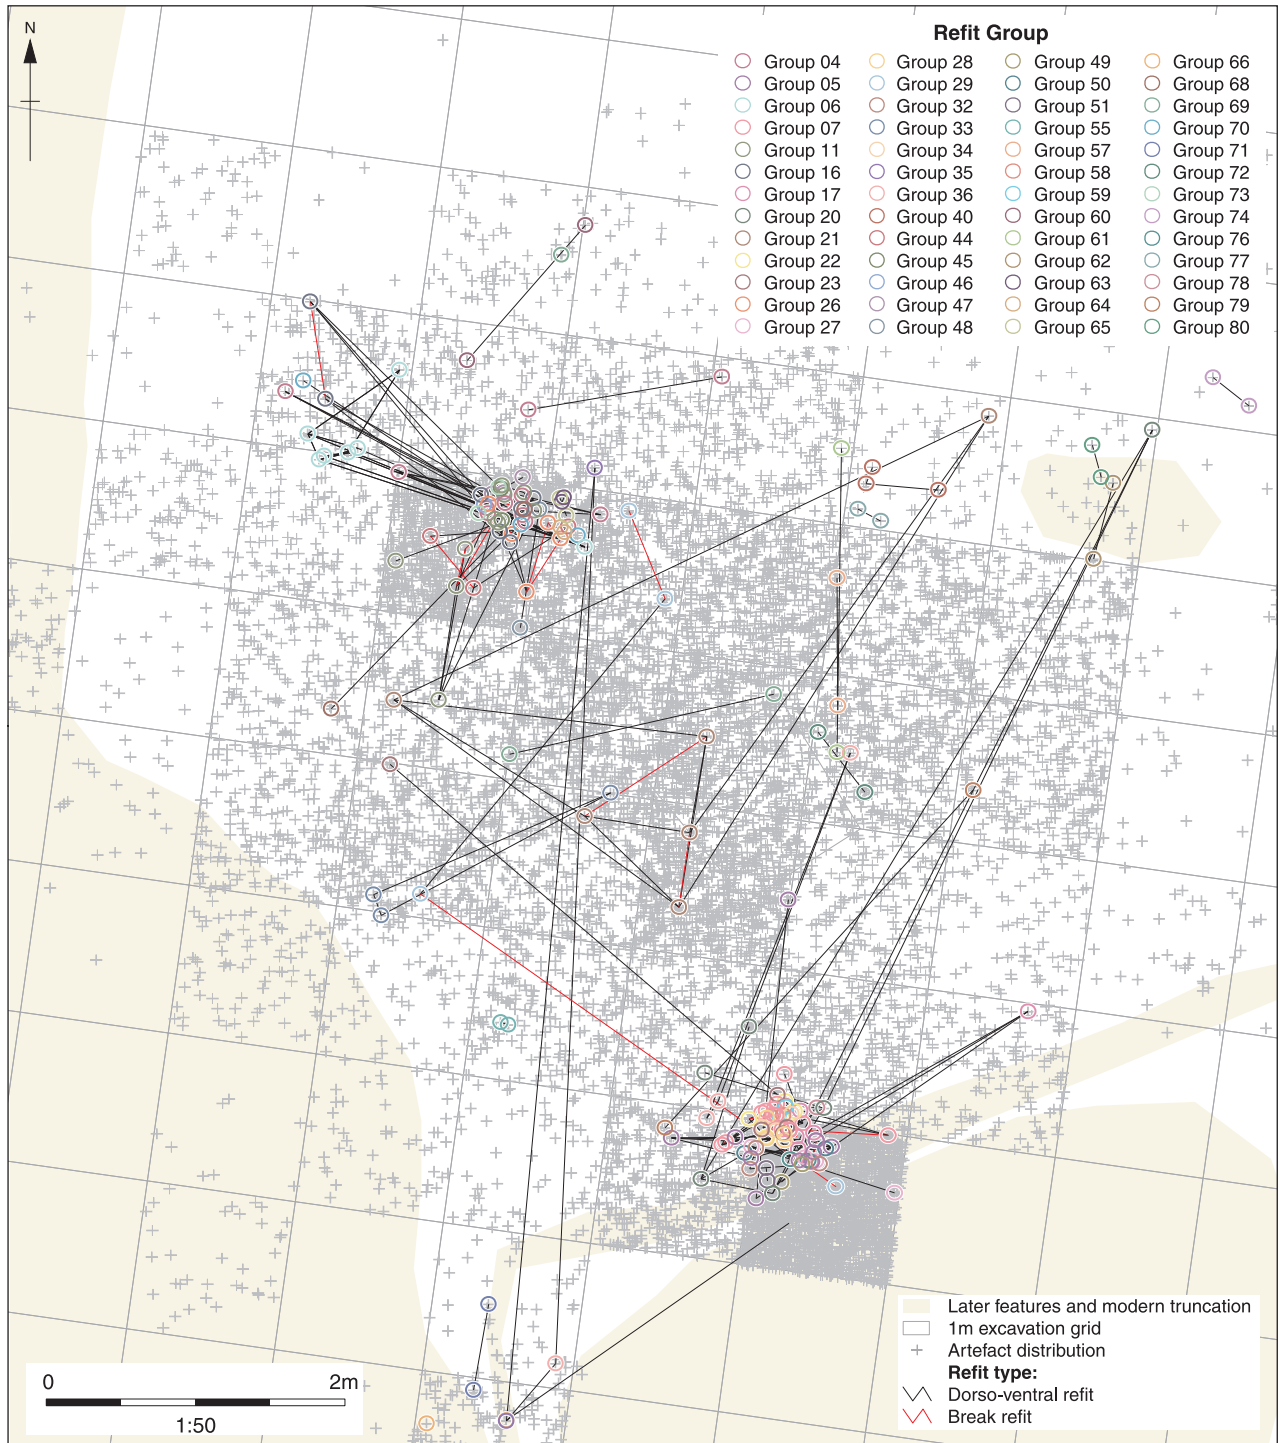 N
Refit Group
Group 04 Group 28 Group 49 Group 66
Group 05 Group 29 Group 50 Group 68
Group 06 Group 32 Group 51 Group 69
Group 07 Group 33 Group 55 Group 70
Group 11 Group 34 Group 57 Group 71
Group 16 Group 35 Group 58 Group 72
Group 17 Group 36 Group 59 Group 73
Group 20 Group 40 Group 60 Group 74
Group 21 Group 44 Group 61 Group 76
Group 22 Group 45 Group 62 Group 77
Group 23 Group 46 Group 63 Group 78
Group 26 Group 47 Group 64 Group 79
Group 27 Group 48 Group 65 Group 80
Later features and modern truncation
1m excavation grid
Artefact distribution
Refit type:
Dorso-ventral refit
Break refit
0 2m
1:50